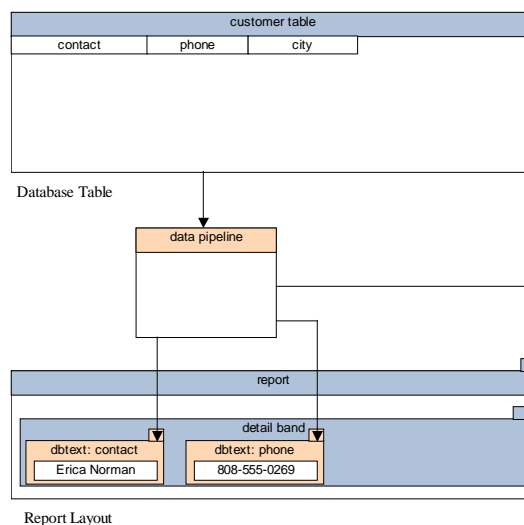 customer table
contact phone city
Database Table
data pipeline
report
detail band
dbtext: contact dbtext: phone
Erica Norman 808-555-0269
Report Layout